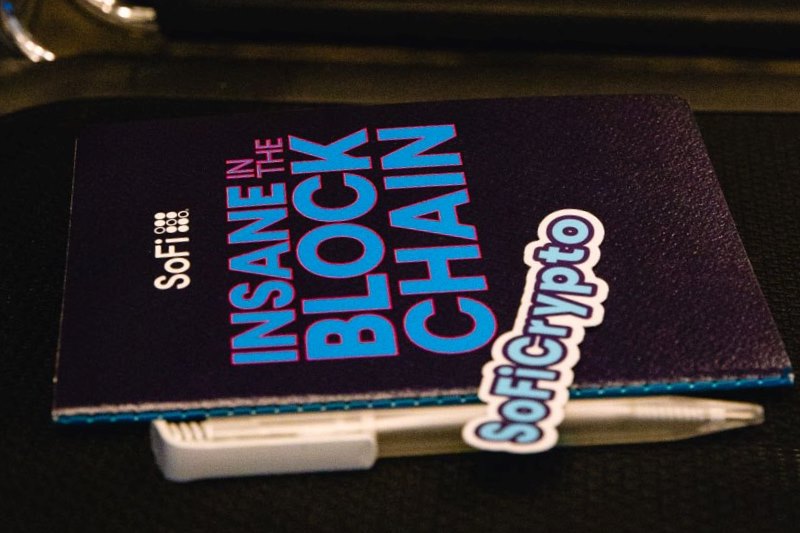 SoFi
INSANE IN THE
BLOCK
CHAIN
SoFiCrypto